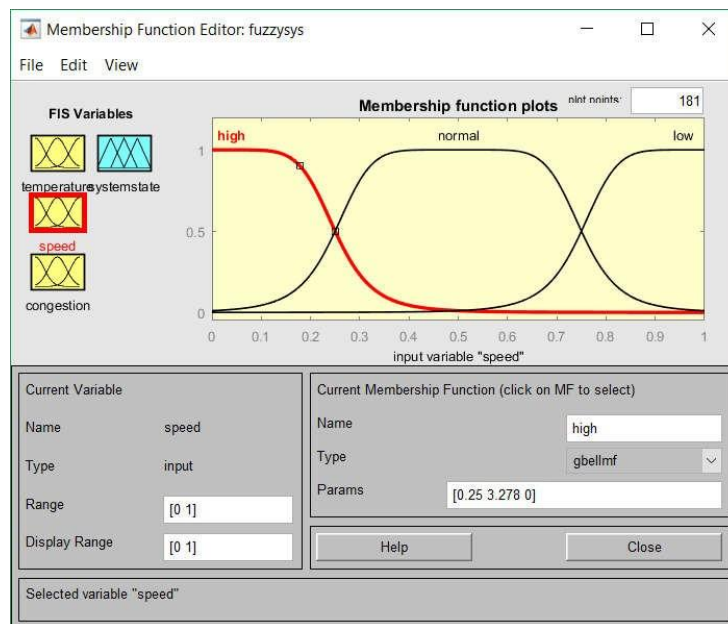 Membership Function Editor: fuzzysys
File Edit View
FIS Variables
Membership function plots
plot points:
181
high
normal
low
temperature
systemstate
speed
congestion
1
0.5
0
0 0.1 0.2 0.3 0.4 0.5 0.6 0.7 0.8 0.9 1
input variable "speed"
Current Variable
Name speed
Type input
Range [0 1]
Display Range [0 1]
Current Membership Function (click on MF to select)
Name high
Type gbellmf
Params [0.25 3.278 0]
Help Close
Selected variable "speed"